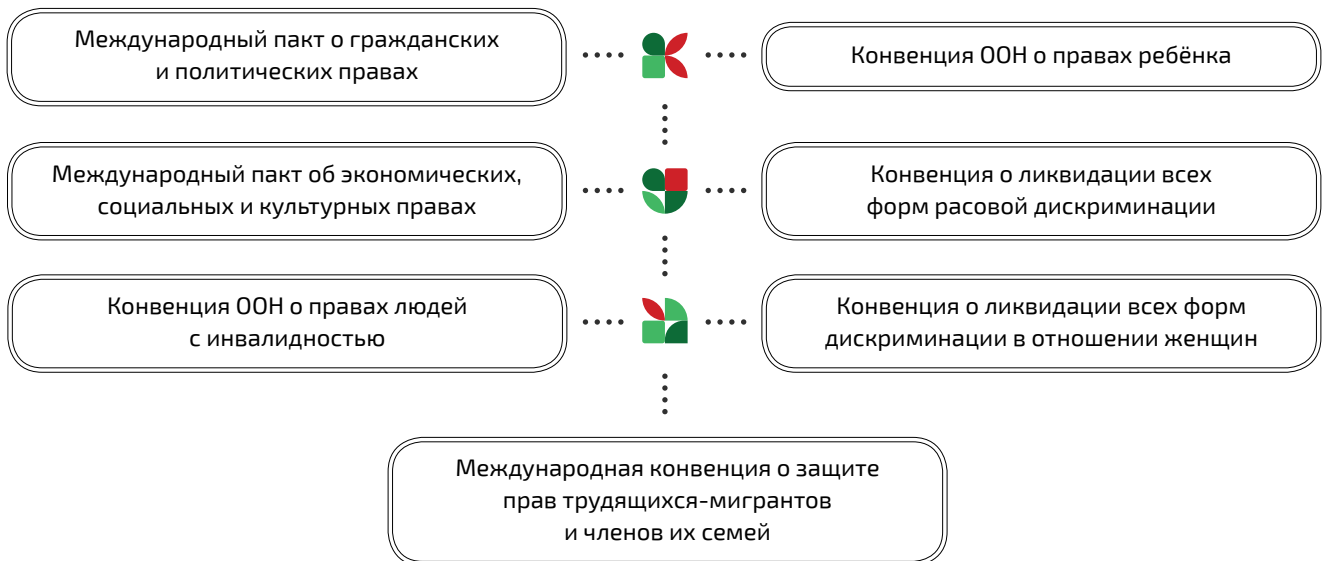 Международный пакт о гражданских
и политических правах
Конвенция ООН о правах ребёнка
Международный пакт об экономических,
социальных и культурных правах
Конвенция о ликвидации всех
форм расовой дискриминации
Конвенция ООН о правах людей
с инвалидностью
Конвенция о ликвидации всех форм
дискриминации в отношении женщин
Международная конвенция о защите
прав трудящихся-мигрантов
и членов их семей